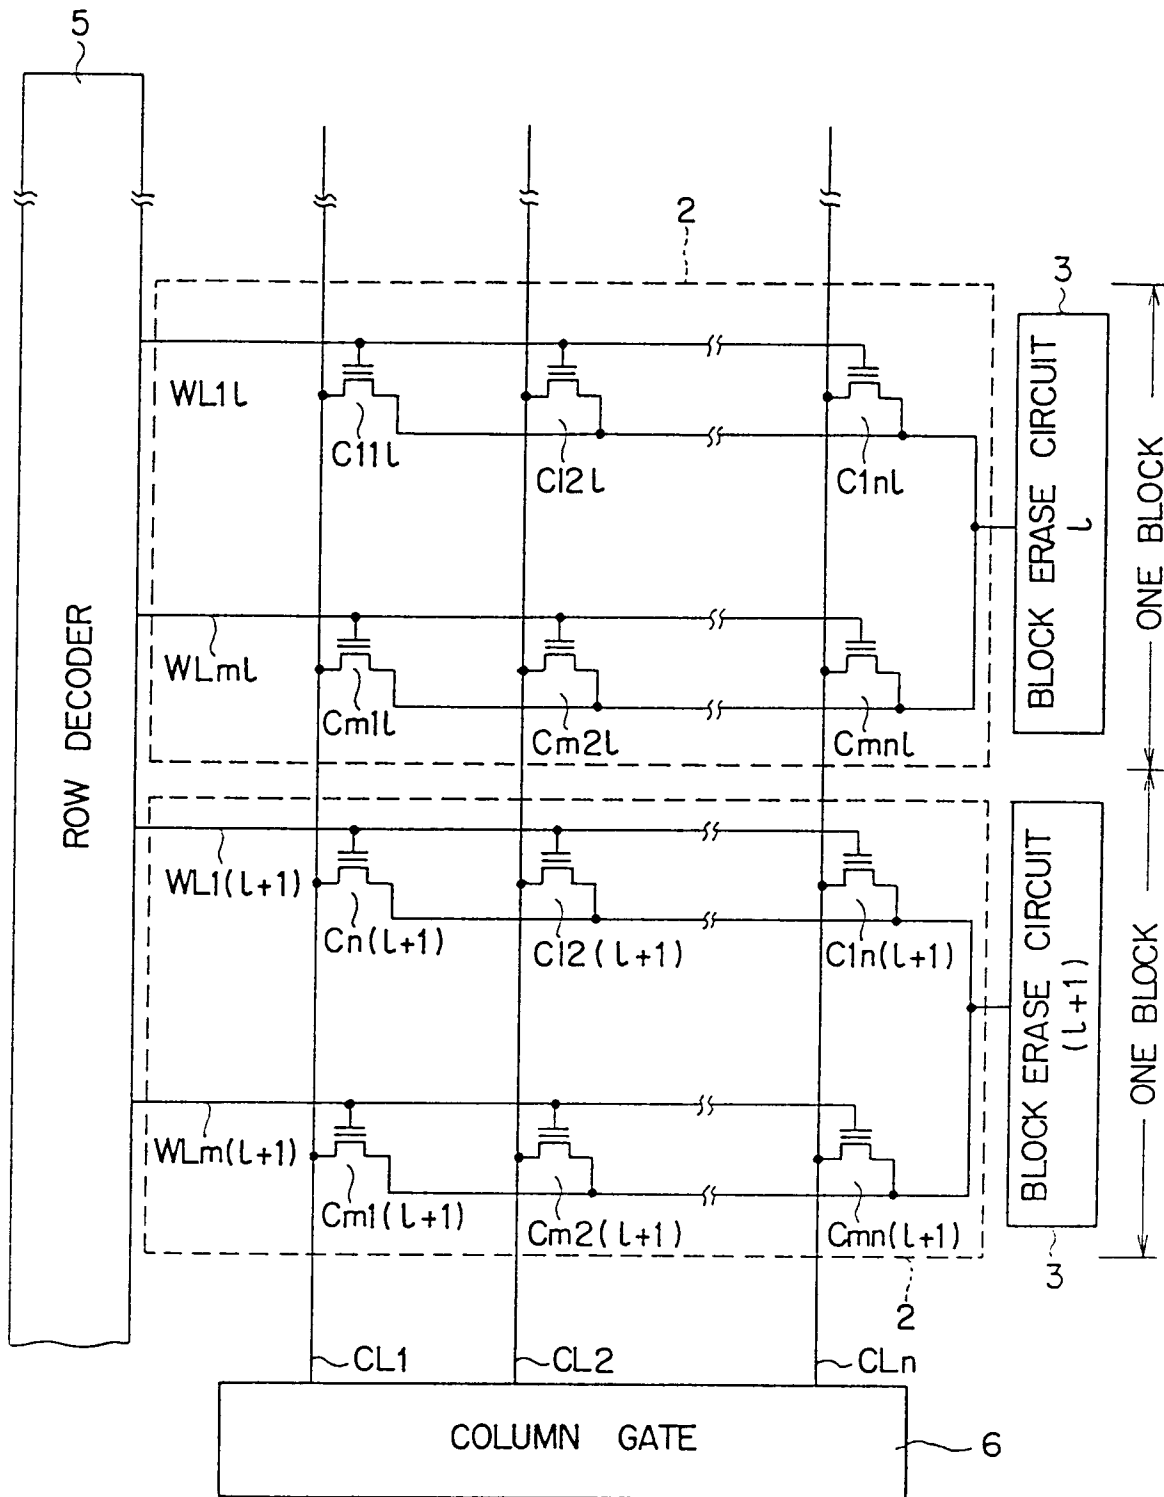 5
2
3
WL1l
C11l
Cl2l
C1nl
BLOCK ERASE CIRCUIT
l
ONE BLOCK
ROW DECODER
WLml
Cm1l
Cm2l
Cmnl
WL1(l+1)
Cn(l+1)
Cl2(l+1)
C1n(l+1)
BLOCK ERASE CIRCUIT
(l+1)
ONE BLOCK
WLm(l+1)
Cm1(l+1)
Cm2(l+1)
Cmn(l+1)
3
2
CL1
CL2
CLn
COLUMN GATE
6